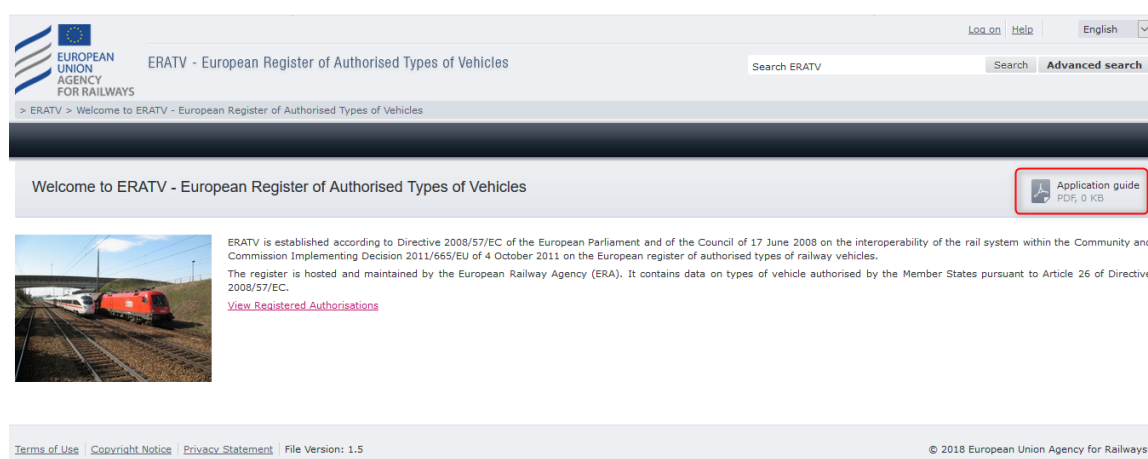 Log on Help English
EUROPEAN
UNION
AGENCY
FOR RAILWAYS
ERATV - European Register of Authorised Types of Vehicles
Search ERATV Search Advanced search
> ERATV > Welcome to ERATV - European Register of Authorised Types of Vehicles
Welcome to ERATV - European Register of Authorised Types of Vehicles
Application guide
PDF, 0 KB
ERATV is established according to Directive 2008/57/EC of the European Parliament and of the Council of 17 June 2008 on the interoperability of the rail system within the Community and
Commission Implementing Decision 2011/665/EU of 4 October 2011 on the European register of authorised types of railway vehicles.
The register is hosted and maintained by the European Railway Agency (ERA). It contains data on types of vehicle authorised by the Member States pursuant to Article 26 of Directive
2008/57/EC.
View Registered Authorisations
Terms of Use Copyright Notice Privacy Statement File Version: 1.5
© 2018 European Union Agency for Railways